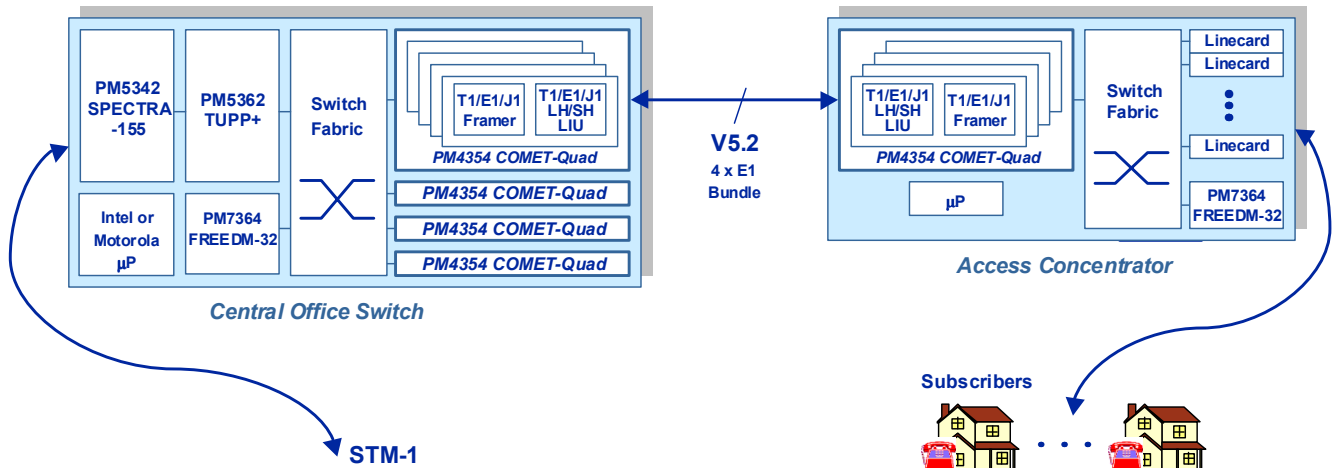 PM5342
SPECTRA
-155
PM5362
TUPP+
Switch
Fabric
T1/E1/J1
Framer
T1/E1/J1
LH/SH
LIU
PM4354 COMET-Quad
PM4354 COMET-Quad
PM4354 COMET-Quad
PM4354 COMET-Quad
Intel or
Motorola
µP
PM7364
FREEDM-32
Central Office Switch
V5.2
4 x E1
Bundle
T1/E1/J1
LH/SH
LIU
T1/E1/J1
Framer
PM4354 COMET-Quad
µP
Switch
Fabric
Linecard
Linecard
Linecard
PM7364
FREEDM-32
Access Concentrator
Subscribers
STM-1